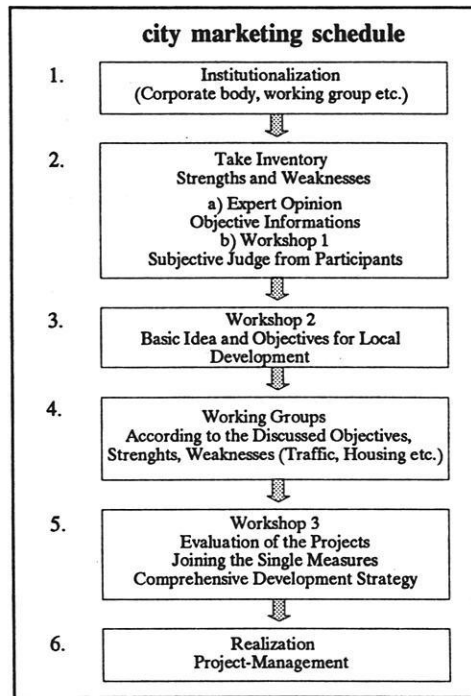 city marketing schedule
1.
Institutionalization
(Corporate body, working group etc.)
2.
Take Inventory
Strengths and Weaknesses
a) Expert Opinion
Objective Informations
b) Workshop 1
Subjective Judge from Participants
3.
Workshop 2
Basic Idea and Objectives for Local
Development
4.
Working Groups
According to the Discussed Objectives,
Strenghts, Weaknesses (Traffic, Housing etc.)
5.
Workshop 3
Evaluation of the Projects
Joining the Single Measures
Comprehensive Development Strategy
6.
Realization
Project-Management